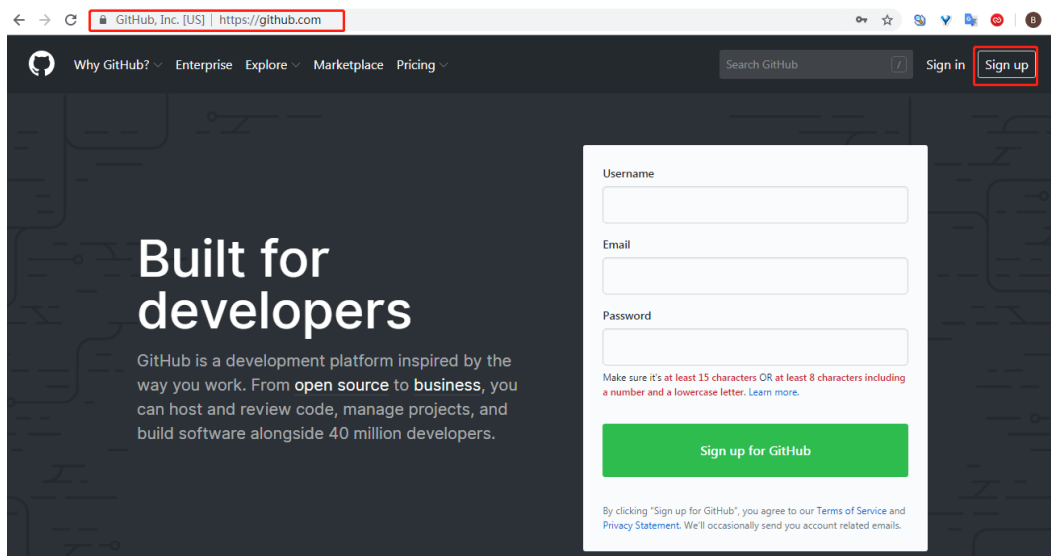 GitHub, Inc. [US] | https://github.com
B
Why GitHub? Enterprise Explore Marketplace Pricing Search GitHub / Sign in Sign up
Built for
developers
GitHub is a development platform inspired by the
way you work. From open source to business, you
can host and review code, manage projects, and
build software alongside 40 million developers.
Username
Email
Password
Make sure it's at least 15 characters OR at least 8 characters including
a number and a lowercase letter. Learn more.
Sign up for GitHub
By clicking "Sign up for GitHub", you agree to our Terms of Service and
Privacy Statement. We'll occasionally send you account related emails.